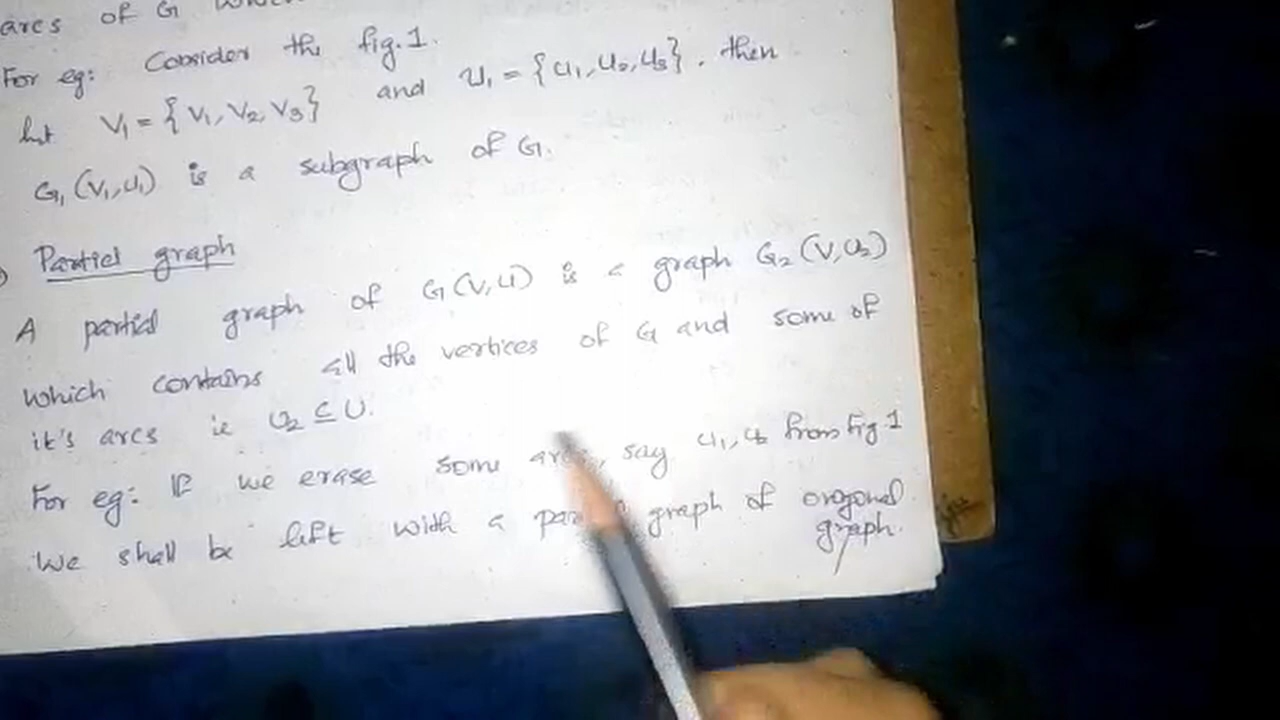 arcs of G
For eg: Consider the fig.1.
let V₁ = { V₁, V₂, V₃} and U₁ = { u₁, u₂, u₃}. then
G₁ (V₁,U₁) is a subgraph of G.
Partial graph
A partial graph of G(V,U) is a graph G₂ (V,U₂)
which contains all the vertices of G and some of
it's arcs ie U₂ ⊆ U.
For eg: If we erase some say u₁, from Fig 1
We shall be left with a graph of orogonal
graph.